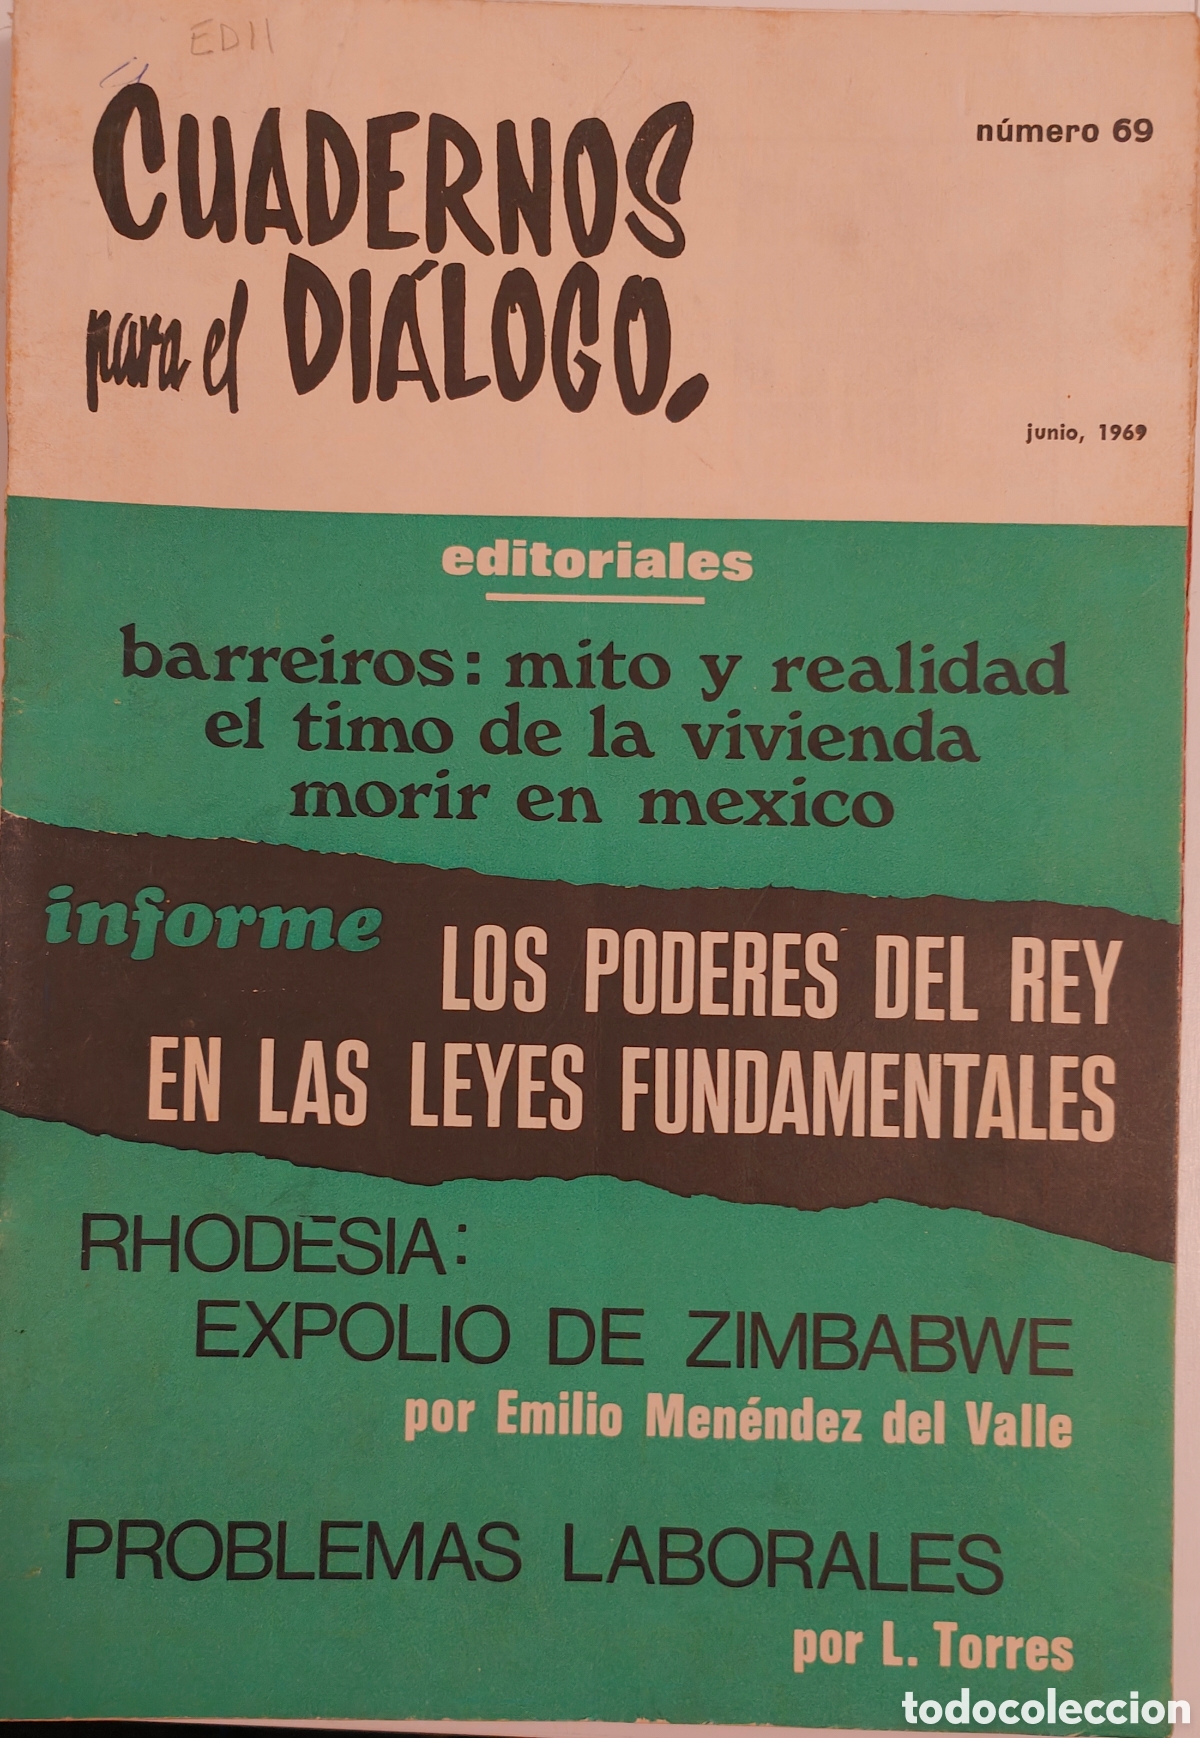 EDII
CUADERNOS
para el DIÁLOGO.
número 69
junio, 1969
editoriales
barreiros: mito y realidad
el timo de la vivienda
morir en mexico
informe LOS PODERES DEL REY
EN LAS LEYES FUNDAMENTALES
RHODESIA:
EXPOLIO DE ZIMBABWE
por Emilio Menéndez del Valle
PROBLEMAS LABORALES
por L. Torres
todocoleccion